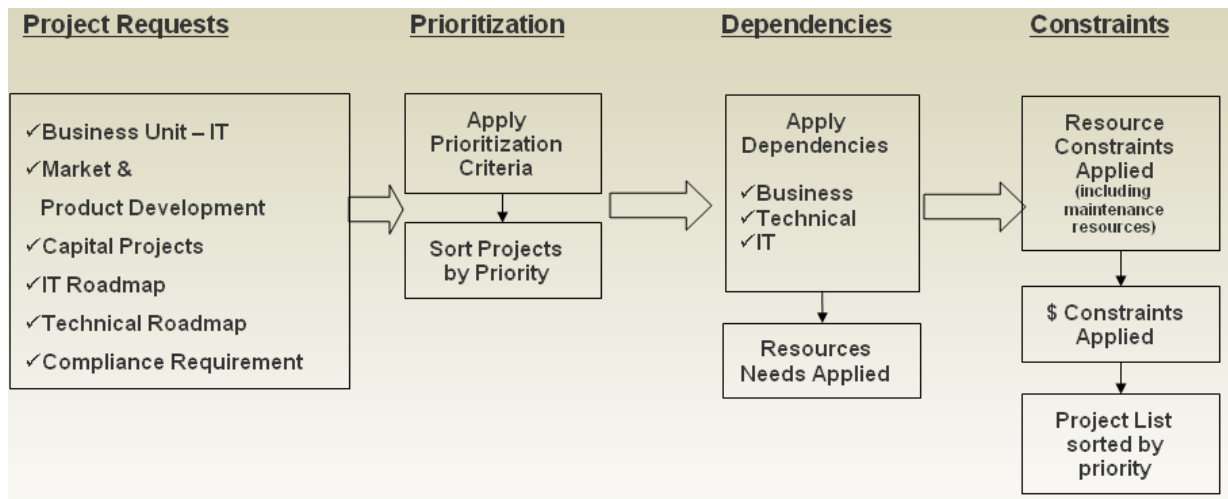 Project Requests
✓Business Unit – IT
✓Market &
Product Development
✓Capital Projects
✓IT Roadmap
✓Technical Roadmap
✓Compliance Requirement
Prioritization
Apply
Prioritization
Criteria
Sort Projects
by Priority
Dependencies
Apply
Dependencies
✓Business
✓Technical
✓IT
Resources
Needs Applied
Constraints
Resource
Constraints
Applied
(including
maintenance
resources)
$ Constraints
Applied
Project List
sorted by
priority